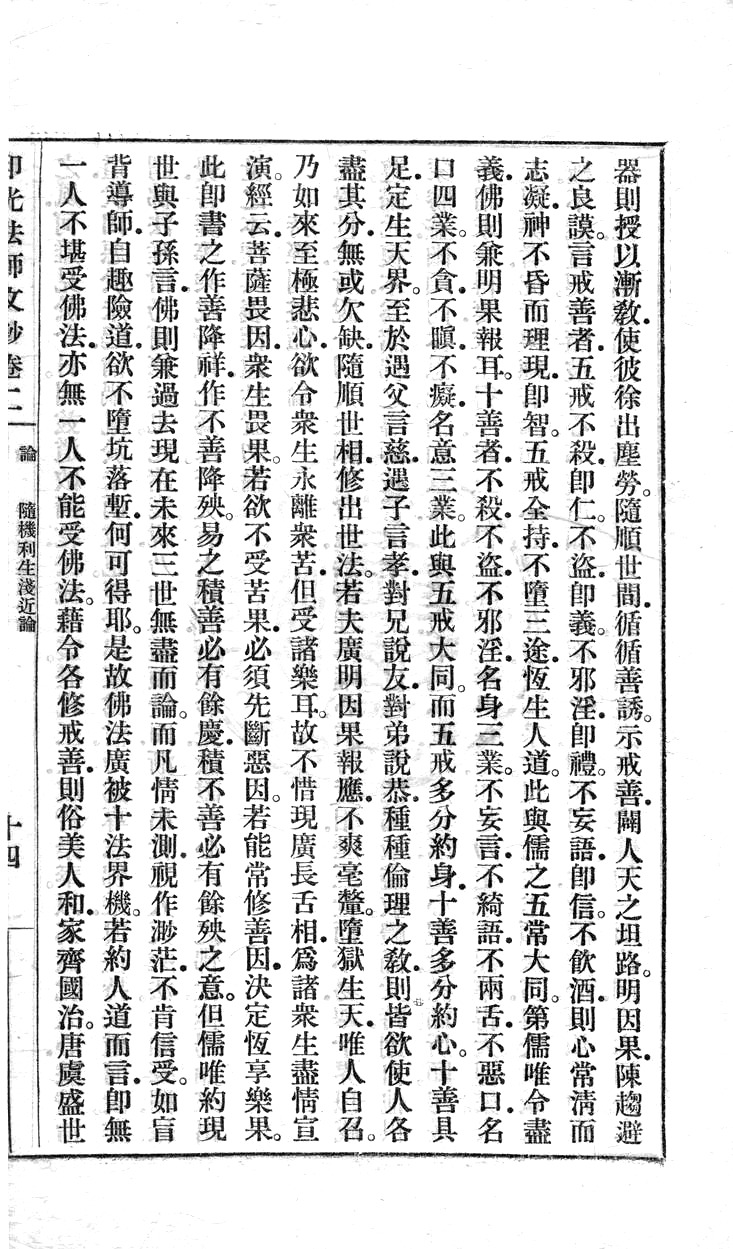 器則授以漸敎使彼徐出塵勞。隨順世間循循善誘。示戒善闢人天之坦路。明因果陳趨避
之良謨。言戒善者五戒不殺卽仁。不盜卽義。不邪淫卽禮。不妄語卽信。不飮酒則心常淸而
志凝神不昏而理現卽智。五戒全持不墮三途恆生人道。此與儒之五常大同。第儒唯令盡
義佛則兼明果報耳。十善者不殺不盜不邪淫名身三業。不妄言不綺語不兩舌不惡口名
口四業。不貪不瞋不癡名意三業。此與五戒大同。而五戒多分約身十善多分約心。十善具
足定生天界。至於遇父言慈遇子言孝對兄說友對弟說恭種種倫理之敎則皆欲使人各
盡其分無或欠缺隨順世相修出世法。若夫廣明因果報應不爽毫釐。墮獄生天唯人自召。
乃如來至極悲心欲令衆生永離衆苦但受諸樂耳。故不惜現廣長舌相爲諸衆生盡情宣
演經云菩薩畏因衆生畏果。若欲不受苦果必須先斷惡因。若能常修善因決定恆享樂果。
此卽書之作善降祥作不善降殃。易之積善必有餘慶積不善必有餘殃之意。但儒唯約現
世與子孫言佛則兼過去現在未來三世無盡而論。而凡情未測視作渺茫不肯信受。如盲
背導師自趣險道欲不墮坑落塹何可得耶。是故佛法廣被十法界機。若約人道而言卽無
一人不堪受佛法亦無一人不能受佛法。藉令各修戒善則俗美人和家齊國治。唐虞盛世
印光法師文鈔卷二 論 隨機利生淺近論 十四